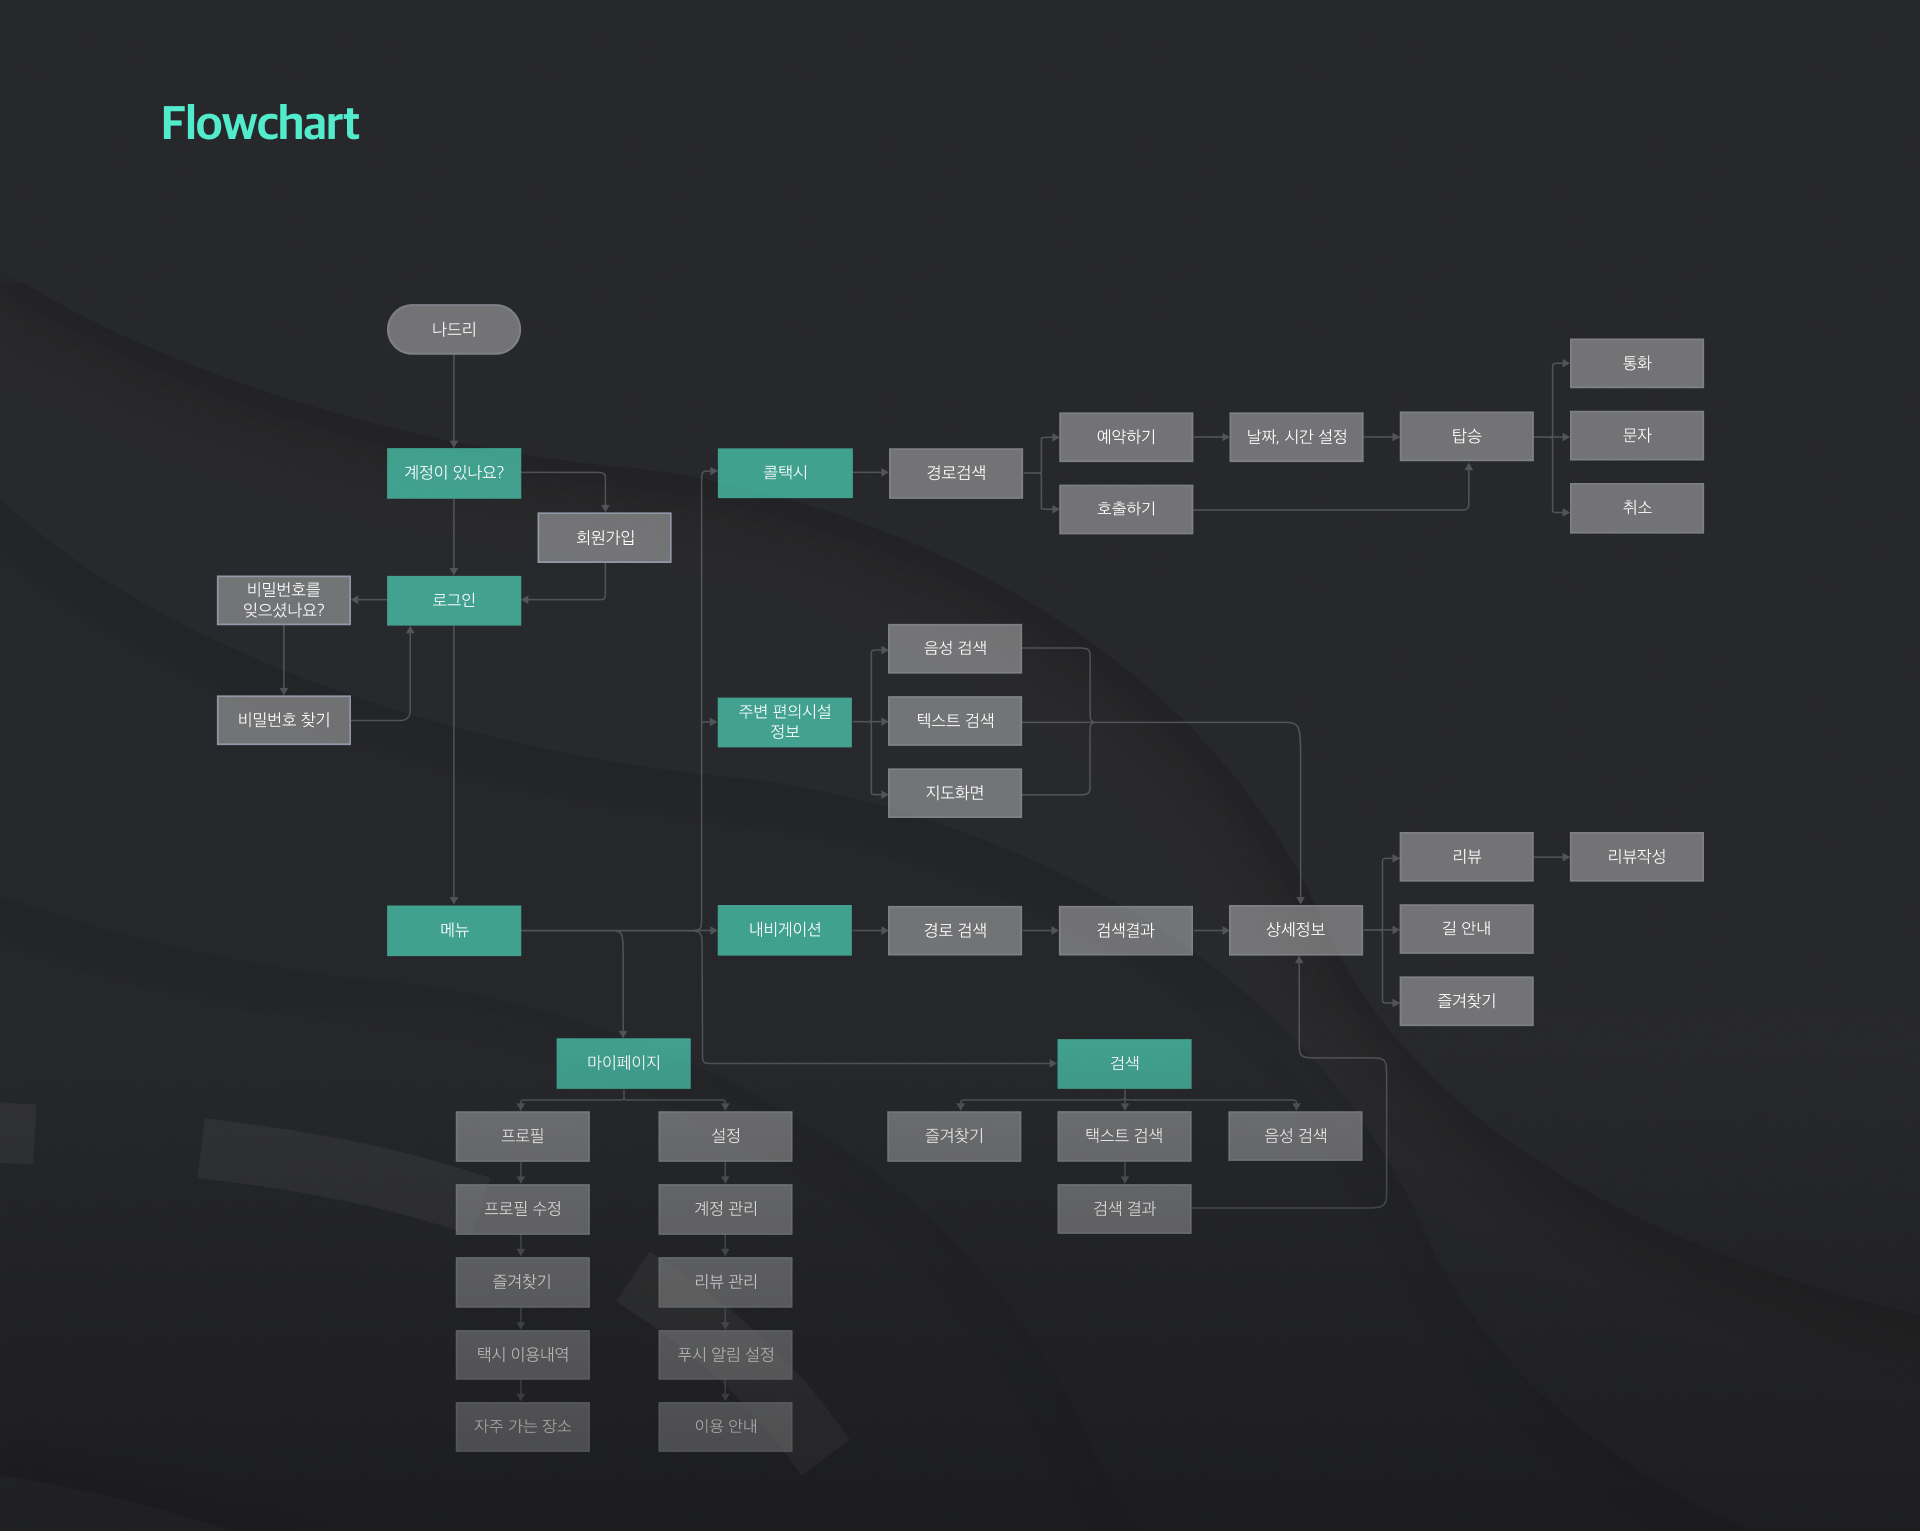 Flowchart
나드리
계정이 있나요?
회원가입
비밀번호를
잊으셨나요?
로그인
비밀번호 찾기
메뉴
콜택시
경로검색
예약하기
날짜, 시간 설정
탑승
호출하기
통화
문자
취소
주변 편의시설
정보
음성 검색
텍스트 검색
지도화면
내비게이션
경로 검색
검색결과
상세정보
리뷰
리뷰작성
길 안내
즐겨찾기
마이페이지
프로필
프로필 수정
즐겨찾기
택시 이용내역
자주 가는 장소
설정
계정 관리
리뷰 관리
푸시 알림 설정
이용 안내
검색
즐겨찾기
택스트 검색
음성 검색
검색 결과